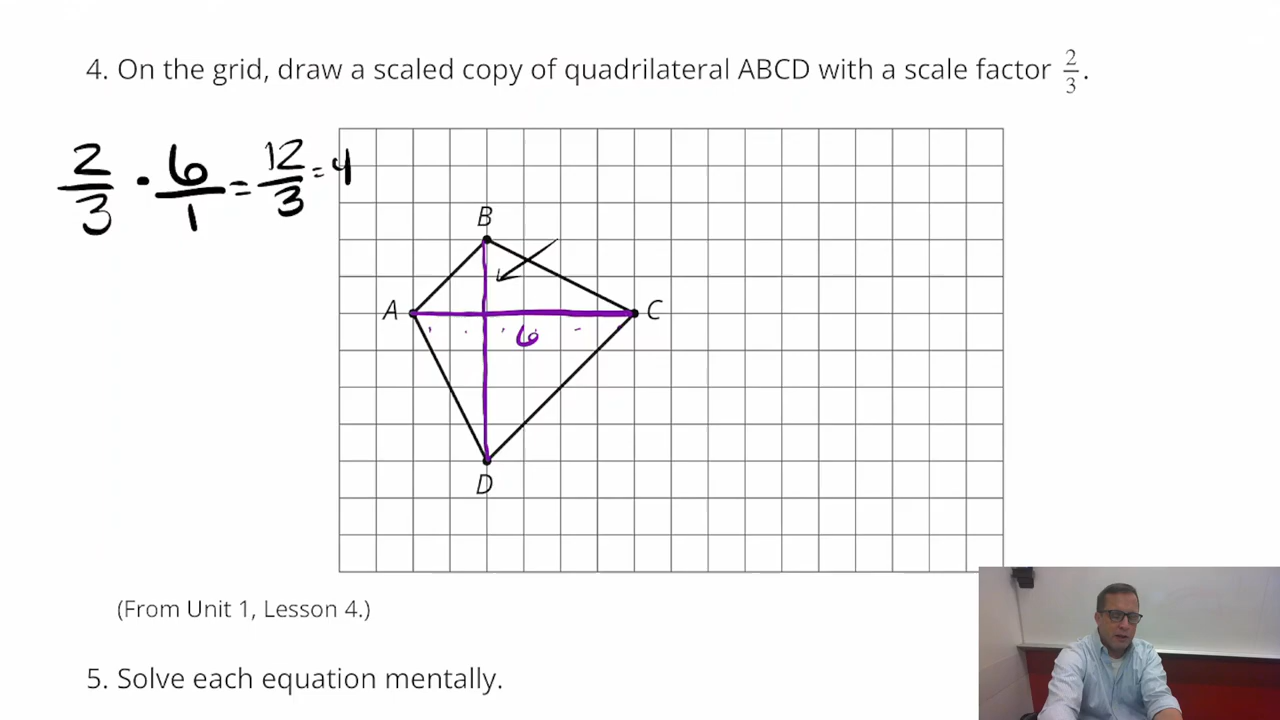 4. On the grid, draw a scaled copy of quadrilateral ABCD with a scale factor 2/3.
2/3 · 6/1 = 12/3 = 4
B
A
C
6
D
(From Unit 1, Lesson 4.)
5. Solve each equation mentally.